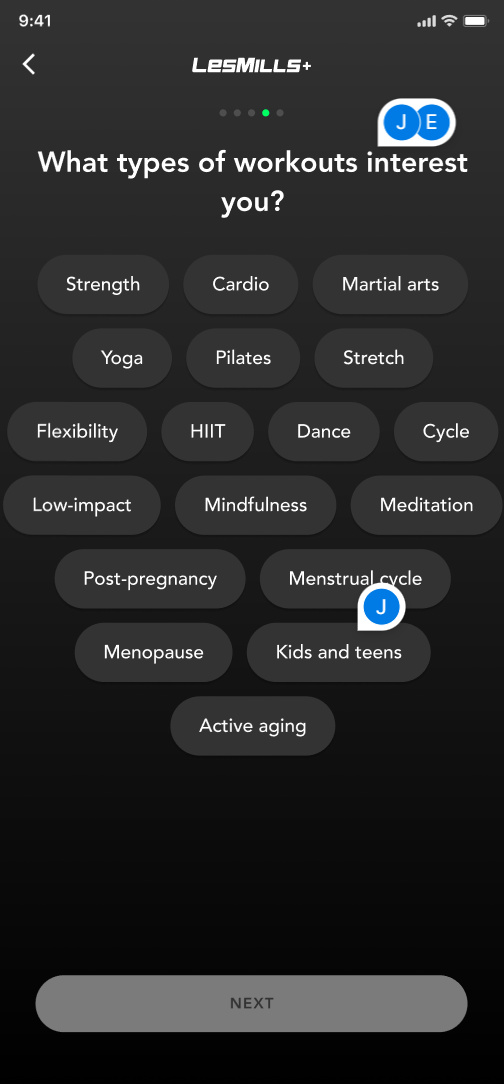 9:41
LESMILLS+
J E
What types of workouts interest
you?
Strength Cardio Martial arts
Yoga Pilates Stretch
Flexibility HIIT Dance Cycle
Low-impact Mindfulness Meditation
Post-pregnancy Menstrual cycle
J
Menopause Kids and teens
Active aging
NEXT